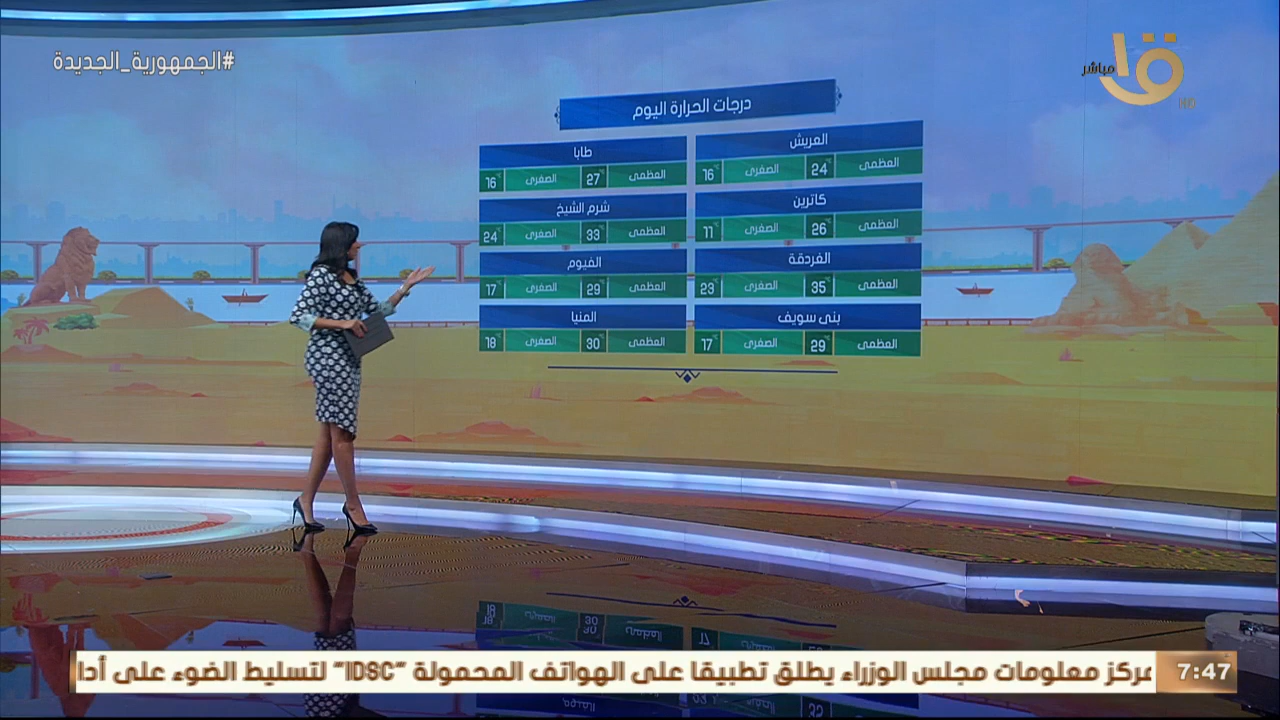 #الجمهورية_الجديدة
مباشر
HD
درجات الحرارة اليوم
العريش
العظمى 24°c الصغرى 16°c
طابا
العظمى 27°c الصغرى 16°c
كاترين
العظمى 26°c الصغرى 11°c
شرم الشيخ
العظمى 33°c الصغرى 24°c
الغردقة
العظمى 35°c الصغرى 23°c
الفيوم
العظمى 29°c الصغرى 17°c
بنى سويف
العظمى 29°c الصغرى 17°c
المنيا
العظمى 30°c الصغرى 18°c
7:47 مركز معلومات مجلس الوزراء يطلق تطبيقا على الهواتف المحمولة "IDSC" لتسليط الضوء على أدا